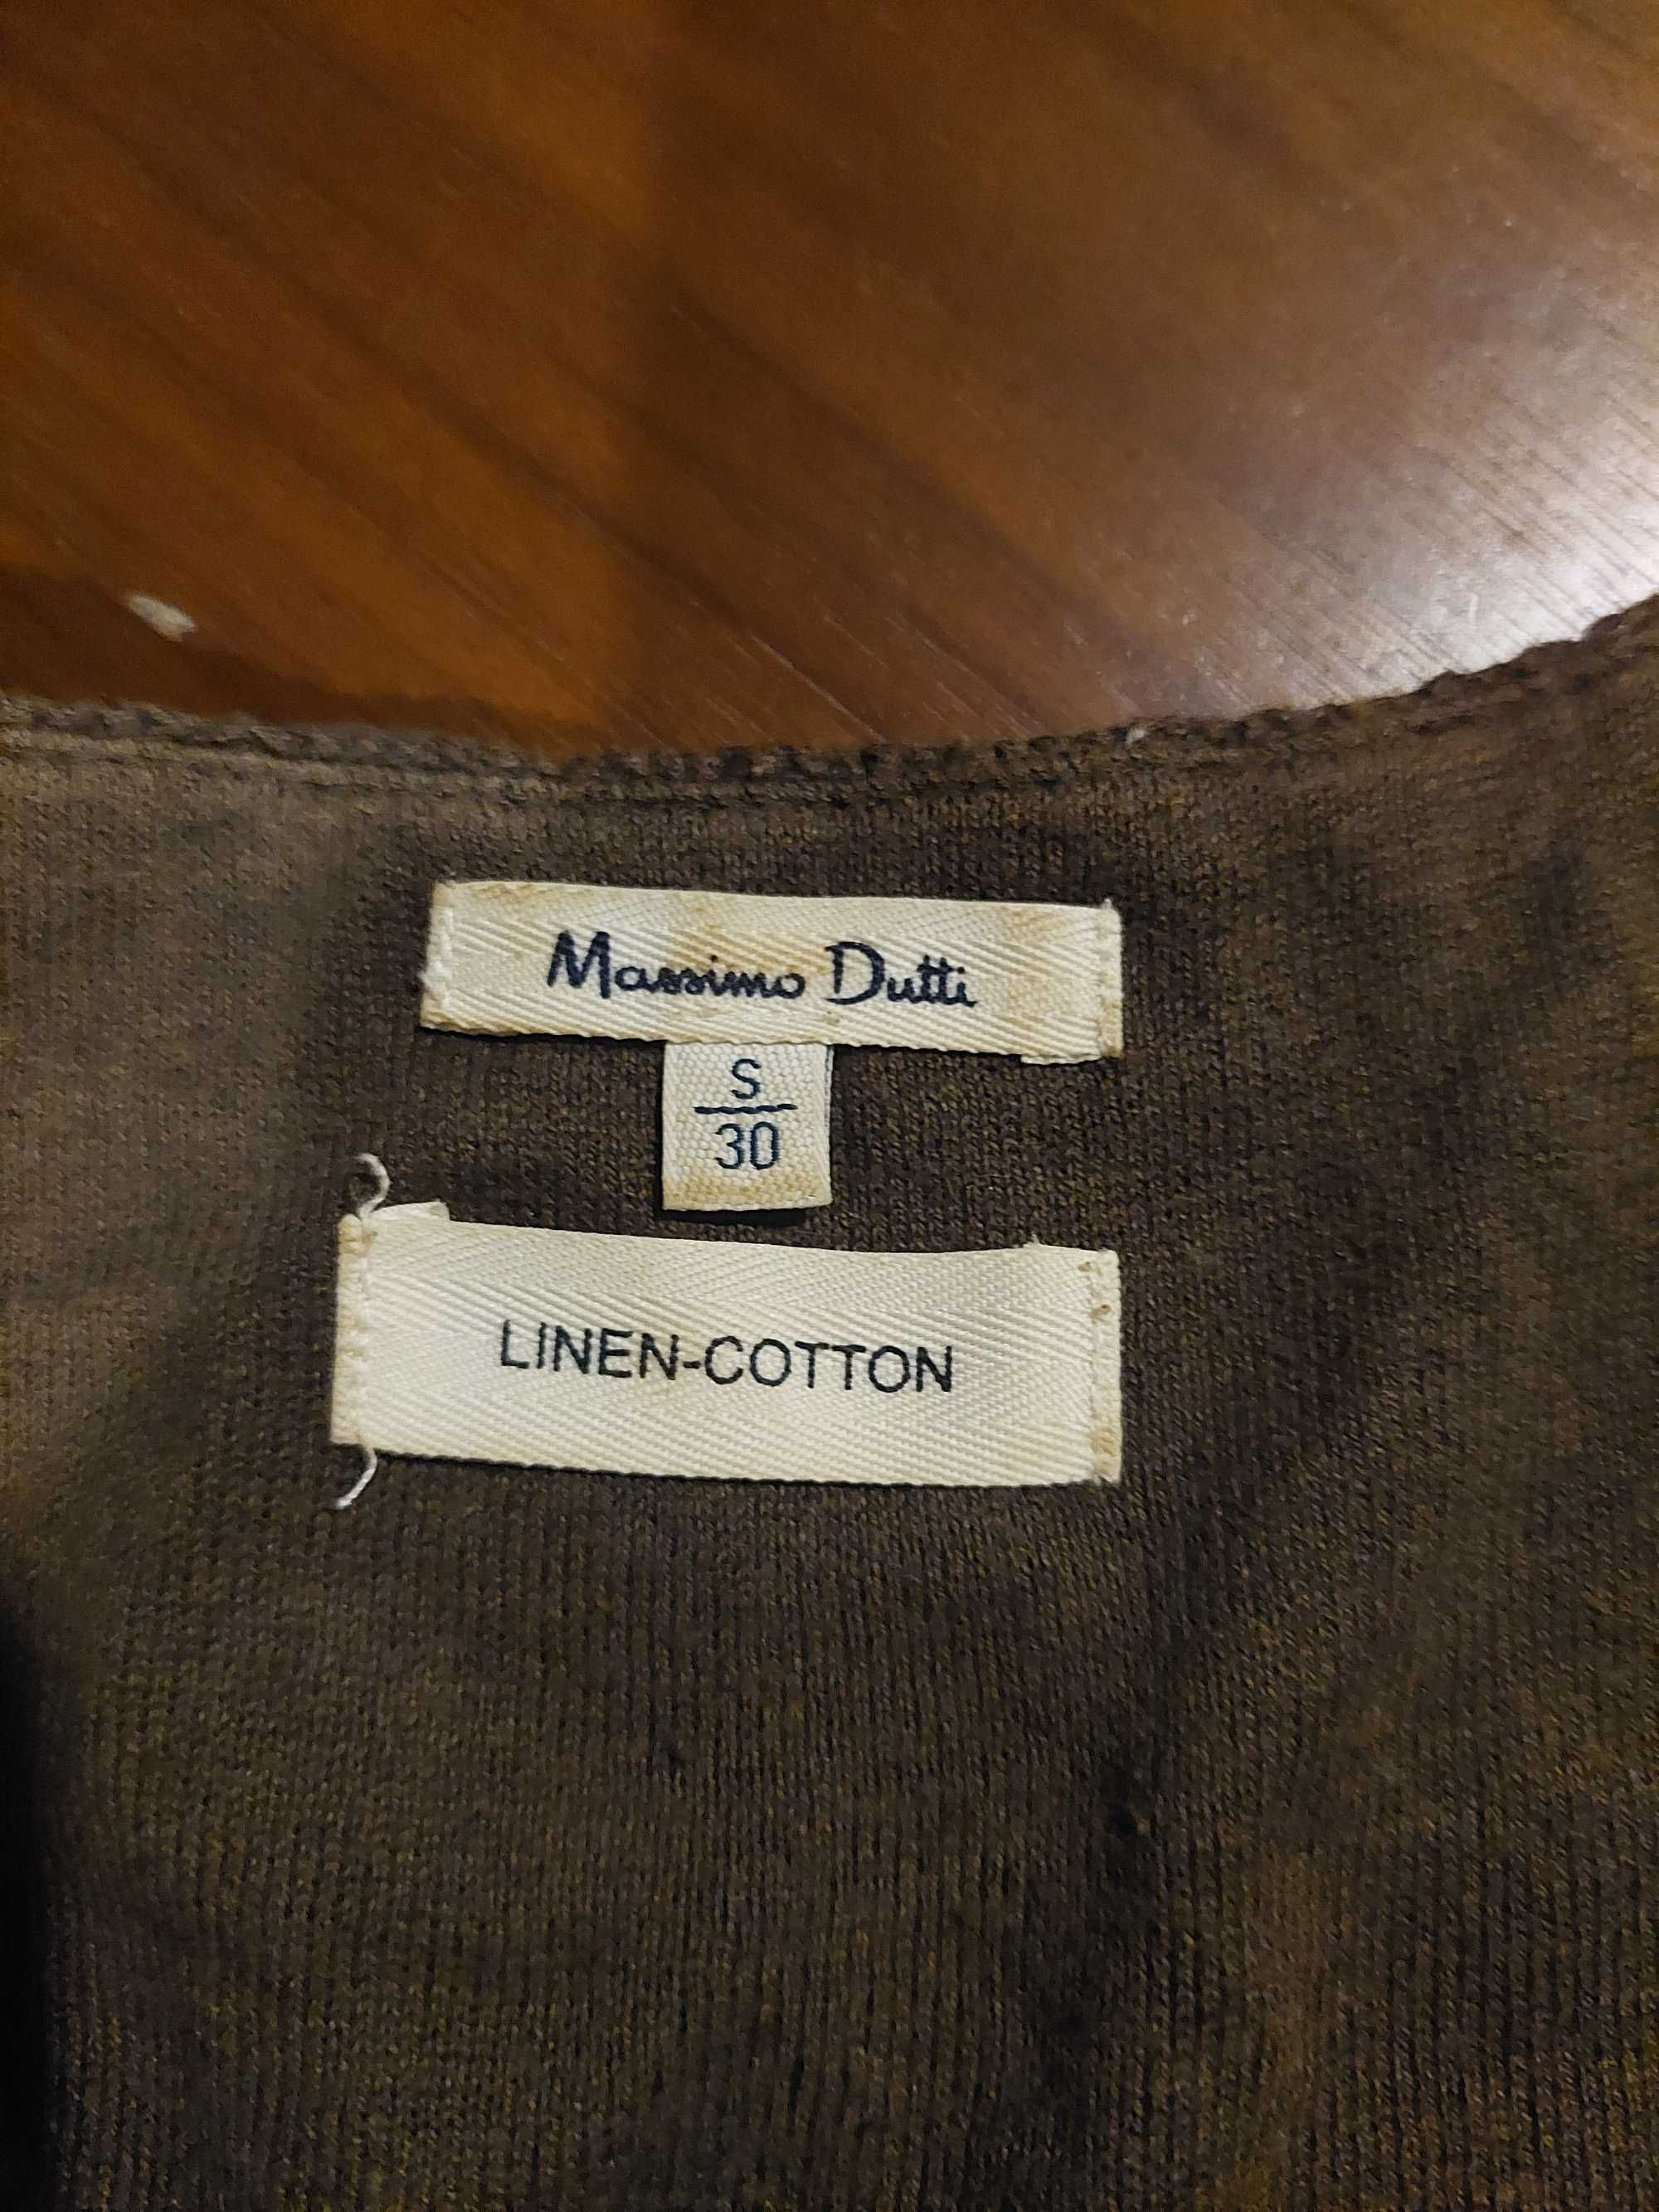 Massimo Dutti
S
30
LINEN-COTTON